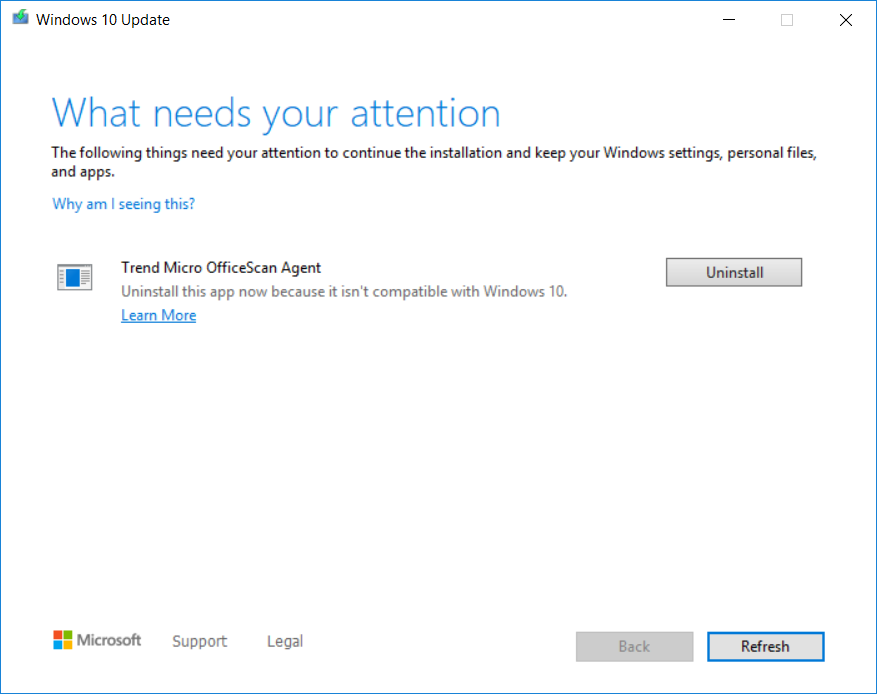 Windows 10 Update
What needs your attention
The following things need your attention to continue the installation and keep your Windows settings, personal files,
and apps.
Why am I seeing this?
Trend Micro OfficeScan Agent
Uninstall
Uninstall this app now because it isn't compatible with Windows 10.
Learn More
Microsoft Support Legal
Back Refresh